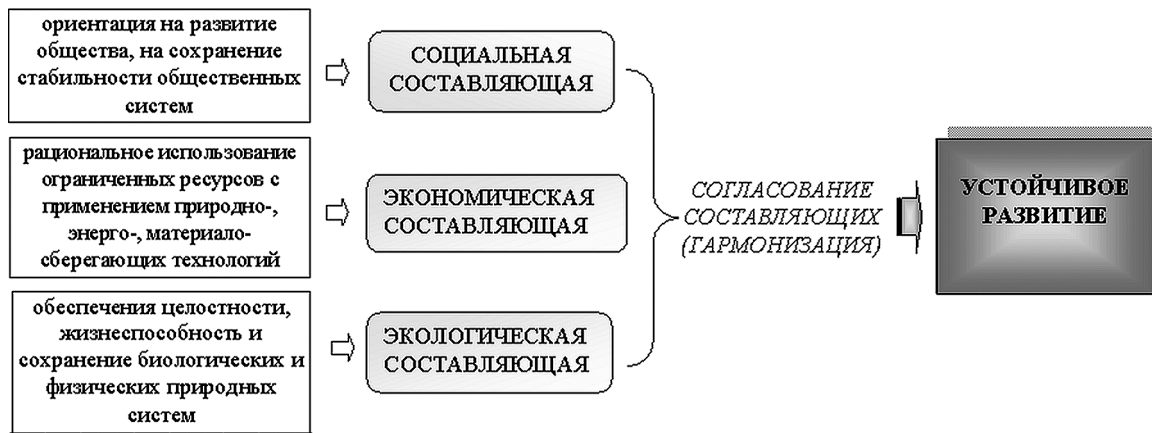 ориентация на развитие
общества, на сохранение
стабильности общественных
систем
СОЦИАЛЬНАЯ
СОСТАВЛЯЮЩАЯ
рациональное использование
ограниченных ресурсов с
применением природно-,
энерго-, материало-
сберегающих технологий
ЭКОНОМИЧЕСКАЯ
СОСТАВЛЯЮЩАЯ
обеспечения целостности,
жизнеспособность и
сохранение биологических и
физических природных
систем
ЭКОЛОГИЧЕСКАЯ
СОСТАВЛЯЮЩАЯ
СОГЛАСОВАНИЕ
СОСТАВЛЯЮЩИХ
(ГАРМОНИЗАЦИЯ)
УСТОЙЧИВОЕ
РАЗВИТИЕ